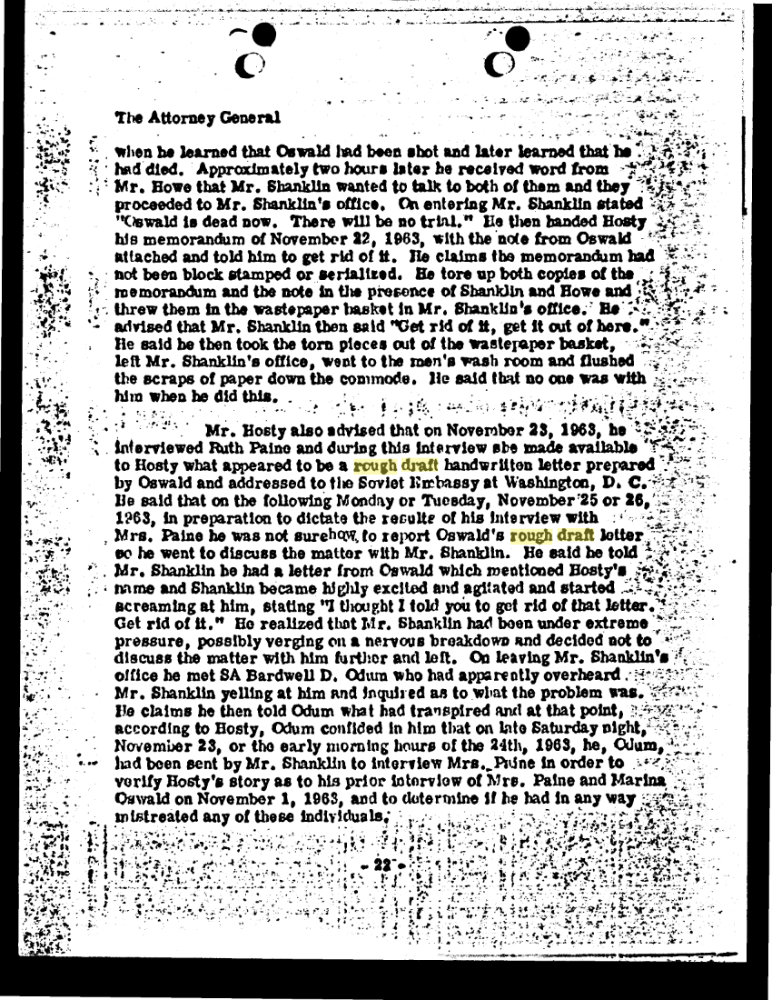 The Attorney General
when he learned that Oswald had been shot and later learned that he
had died. Approximately two hours later he received word from
Mr. Howe that Mr. Shanklin wanted to talk to both of them and they
proceeded to Mr. Shanklin's office. On entering Mr. Shanklin stated
"Oswald is dead now. There will be no trial." He then handed Hosty
his memorandum of November 22, 1963, with the note from Oswald
attached and told him to get rid of it. He claims the memorandum had
not been block stamped or serialized. He tore up both copies of the
memorandum and the note in the presence of Shanklin and Howe and
threw them in the wastepaper basket in Mr. Shanklin's office. He
advised that Mr. Shanklin then said "Get rid of it, get it out of here."
He said he then took the torn pieces out of the wastepaper basket,
left Mr. Shanklin's office, went to the men's wash room and flushed
the scraps of paper down the commode. He said that no one was with
him when he did this.
Mr. Hosty also advised that on November 23, 1963, he
interviewed Ruth Paine and during this interview she made available
to Hosty what appeared to be a rough draft handwritten letter prepared
by Oswald and addressed to the Soviet Embassy at Washington, D. C.
He said that on the following Monday or Tuesday, November 25 or 26,
1963, in preparation to dictate the results of his interview with
Mrs. Paine he was not sure how to report Oswald's rough draft letter
so he went to discuss the matter with Mr. Shanklin. He said he told
Mr. Shanklin he had a letter from Oswald which mentioned Hosty's
name and Shanklin became highly excited and agitated and started
screaming at him, stating "I thought I told you to get rid of that letter.
Get rid of it." He realized that Mr. Shanklin had been under extreme
pressure, possibly verging on a nervous breakdown and decided not to
discuss the matter with him further and left. On leaving Mr. Shanklin's
office he met SA Bardwell D. Odum who had apparently overheard
Mr. Shanklin yelling at him and inquired as to what the problem was.
He claims he then told Odum what had transpired and at that point,
according to Hosty, Odum confided in him that on late Saturday night,
November 23, or the early morning hours of the 24th, 1963, he, Odum,
had been sent by Mr. Shanklin to interview Mrs. Paine in order to
verify Hosty's story as to his prior interview of Mrs. Paine and Marina
Oswald on November 1, 1963, and to determine if he had in any way
mistreated any of these individuals.
- 22 -